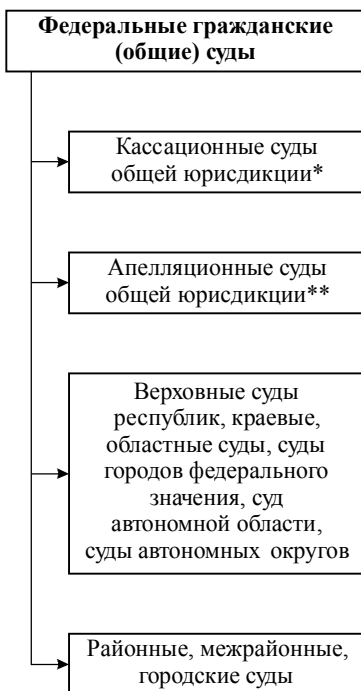 Федеральные гражданские
(общие) суды
Кассационные суды
общей юрисдикции*
Апелляционные суды
общей юрисдикции**
Верховные суды
республик, краевые,
областные суды, суды
городов федерального
значения, суд
автономной области,
суды автономных округов
Районные, межрайонные,
городские суды